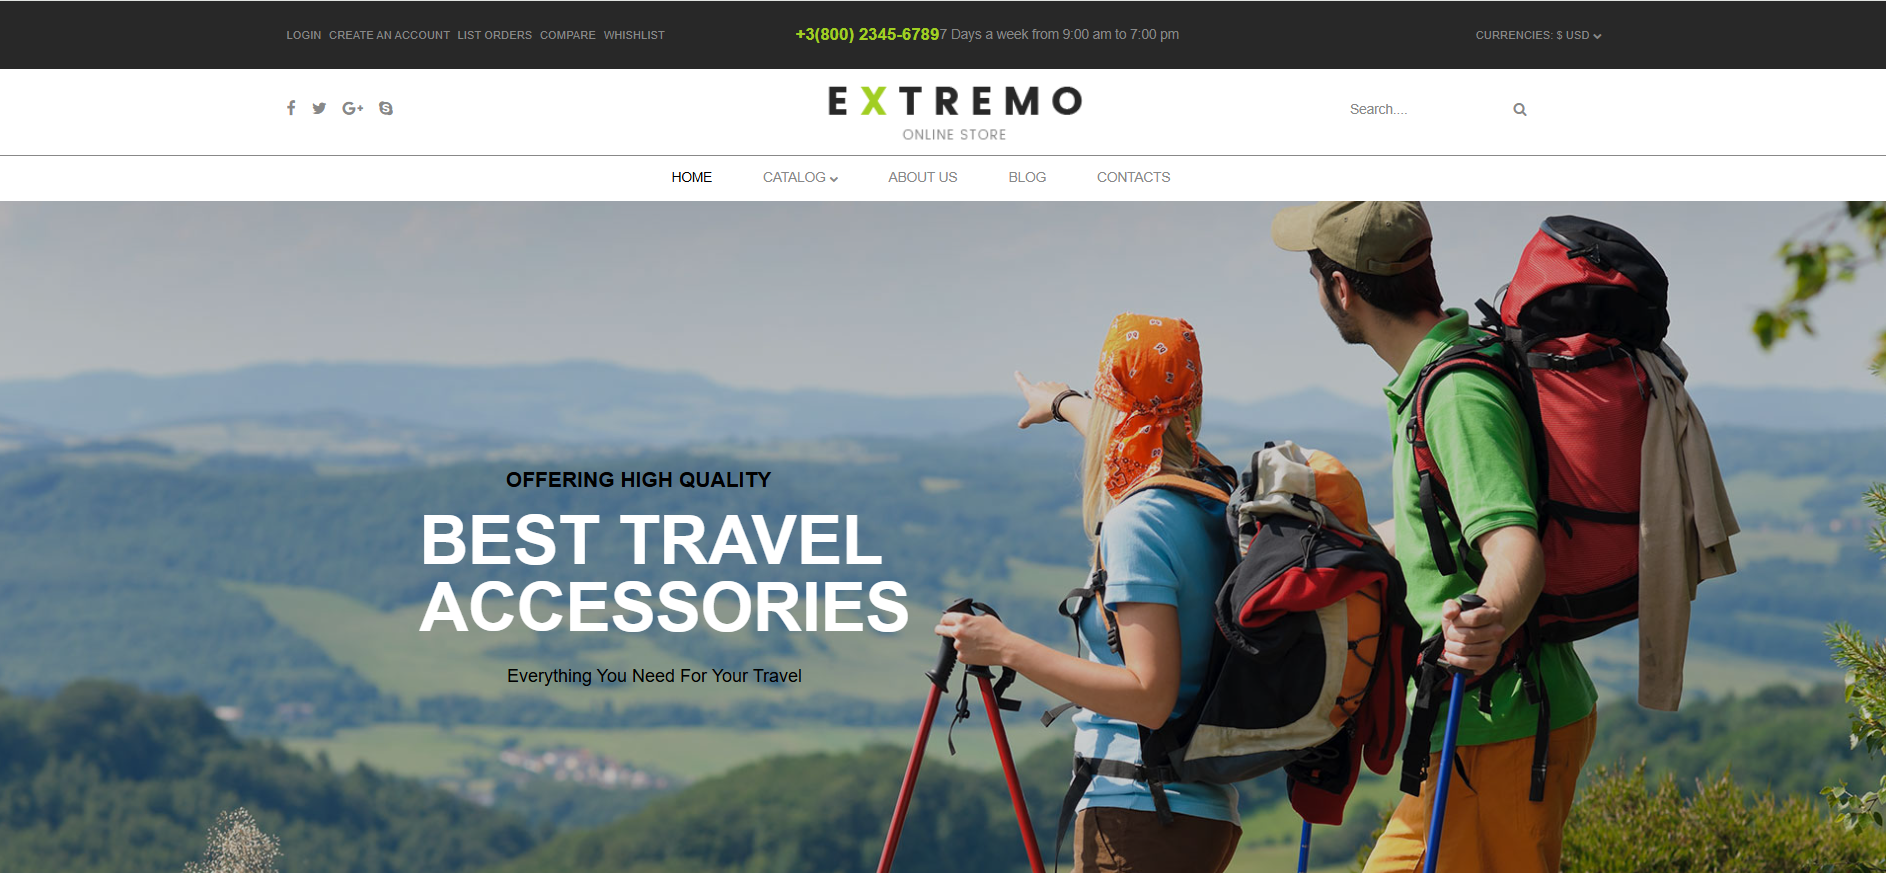 LOGIN CREATE AN ACCOUNT LIST ORDERS COMPARE WHISHLIST +3(800) 2345-67897 Days a week from 9:00 am to 7:00 pm CURRENCIES: $ USD
EXTREMO
ONLINE STORE
Search....
HOME CATALOG ABOUT US BLOG CONTACTS
OFFERING HIGH QUALITY
BEST TRAVEL
ACCESSORIES
Everything You Need For Your Travel